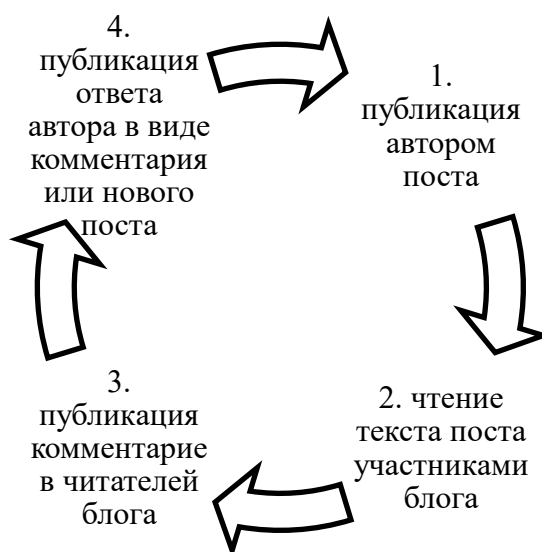 1.
публикация
автором
поста
2. чтение
текста поста
участниками
блога
3.
публикация
комментарие
в читателей
блога
4.
публикация
ответа
автора в виде
комментария
или нового
поста